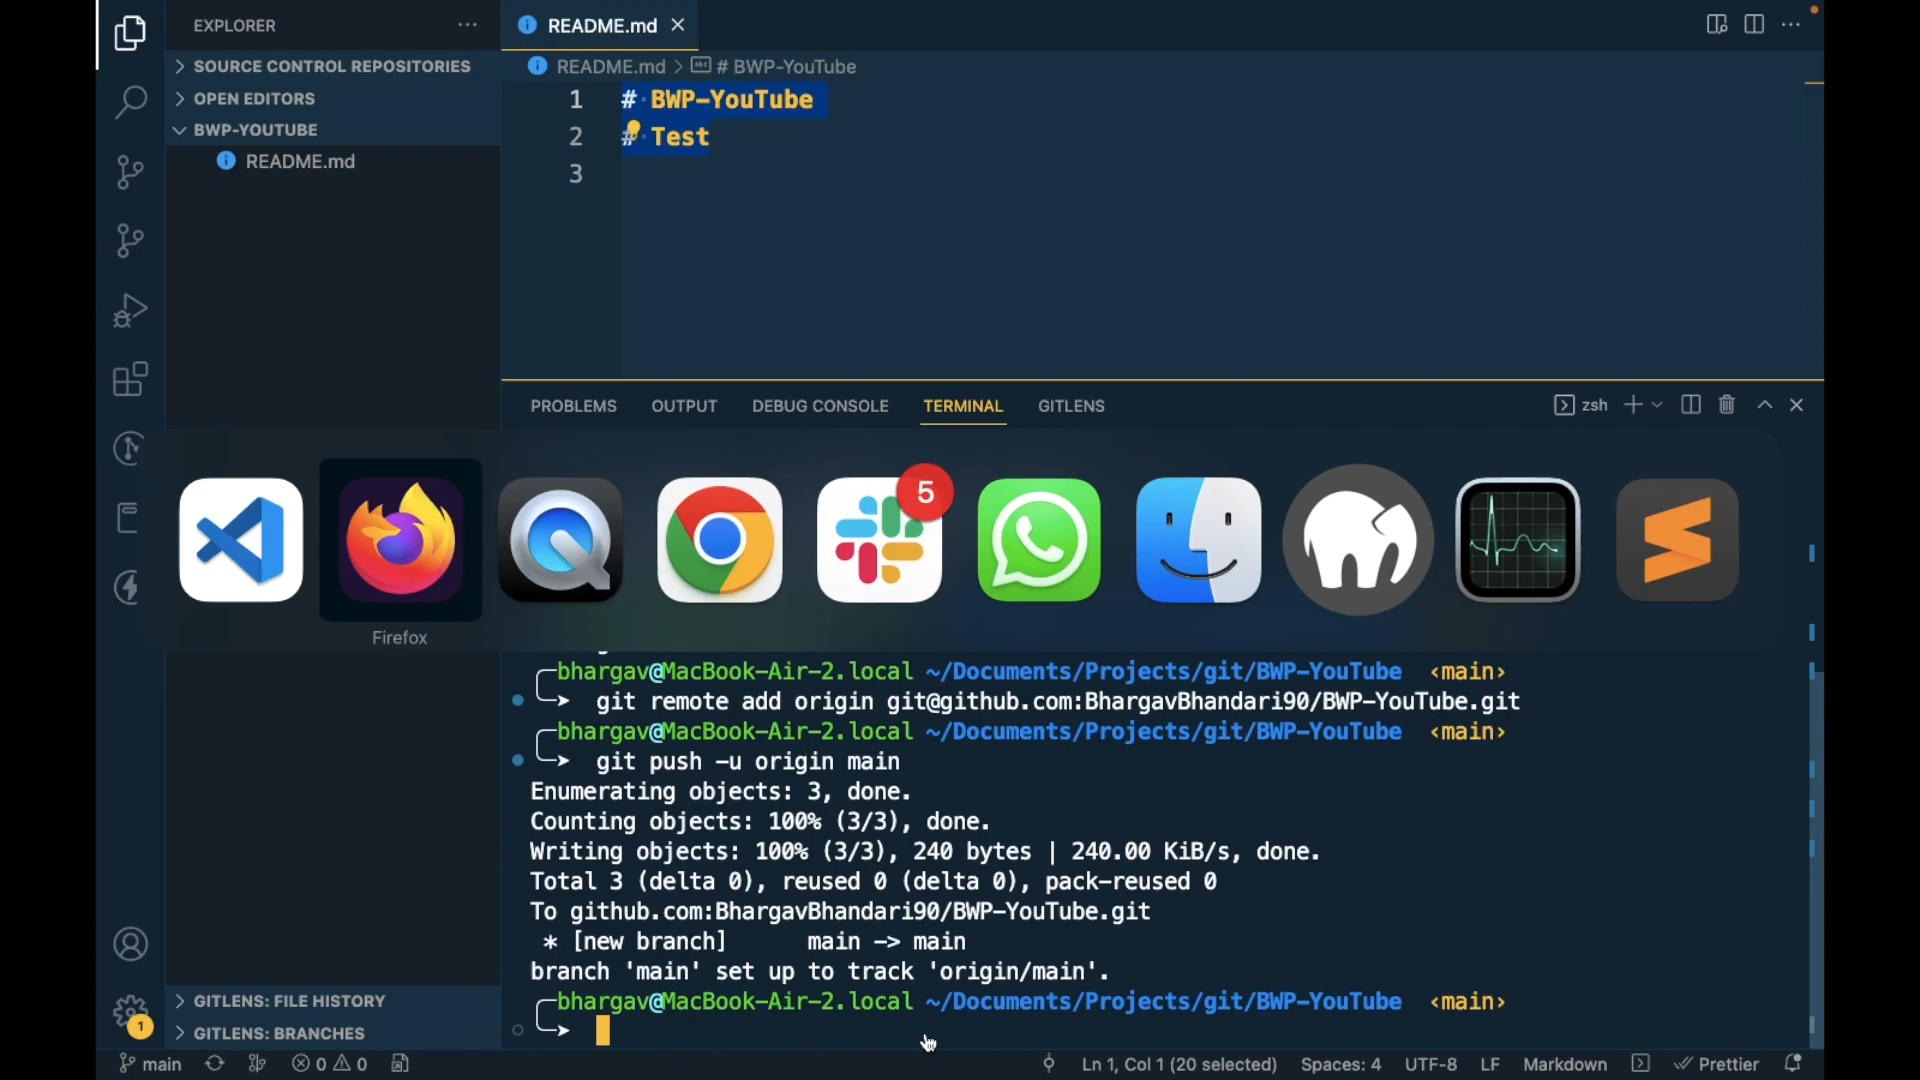 EXPLORER
README.md
SOURCE CONTROL REPOSITORIES
OPEN EDITORS
BWP-YOUTUBE
README.md
README.md > # BWP-YouTube
1 # BWP-YouTube
2 # Test
3
PROBLEMS OUTPUT DEBUG CONSOLE TERMINAL GITLENS
zsh
5
Firefox
bhargav@MacBook-Air-2.local ~/Documents/Projects/git/BWP-YouTube ‹main›
git remote add origin git@github.com:BhargavBhandari90/BWP-YouTube.git
bhargav@MacBook-Air-2.local ~/Documents/Projects/git/BWP-YouTube ‹main›
git push -u origin main
Enumerating objects: 3, done.
Counting objects: 100% (3/3), done.
Writing objects: 100% (3/3), 240 bytes | 240.00 KiB/s, done.
Total 3 (delta 0), reused 0 (delta 0), pack-reused 0
To github.com:BhargavBhandari90/BWP-YouTube.git
* [new branch] main -> main
branch 'main' set up to track 'origin/main'.
bhargav@MacBook-Air-2.local ~/Documents/Projects/git/BWP-YouTube ‹main›
GITLENS: FILE HISTORY
GITLENS: BRANCHES
1
main 0 0 Ln 1, Col 1 (20 selected) Spaces: 4 UTF-8 LF Markdown Prettier